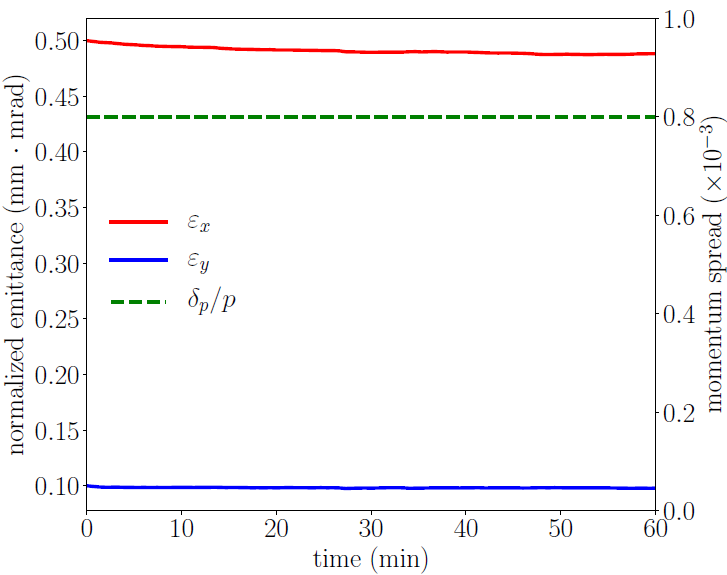 normalized emittance (mm · mrad)
0.50
0.45
0.40
0.35
0.30
0.25
0.20
0.15
0.10
εx
εy
δp/p
1.0
0.8
0.6
0.4
0.2
0.0
momentum spread (×10⁻³)
0 10 20 30 40 50 60
time (min)